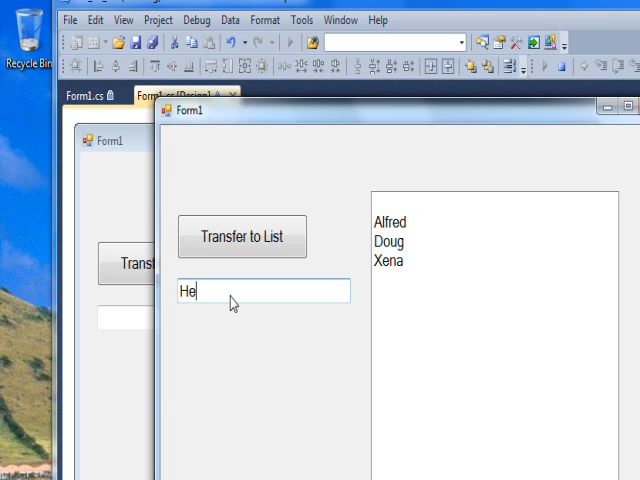 File Edit View Project Debug Data Format Tools Window Help
Recycle Bin
Form1.cs Form1.cs [Design]
Form1
Form1
Transfer to List
Transf
He
Alfred
Doug
Xena